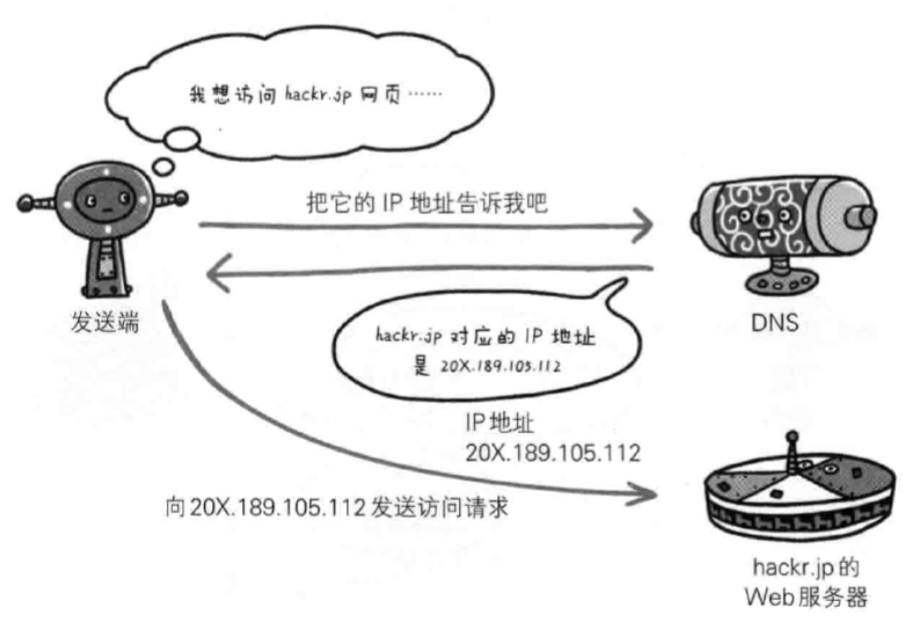 我想访问 hackr.jp 网页……
把它的 IP 地址告诉我吧
发送端
DNS
hackr.jp 对应的 IP 地址
是 20X.189.105.112
IP 地址
20X.189.105.112
向 20X.189.105.112 发送访问请求
hackr.jp 的
Web 服务器